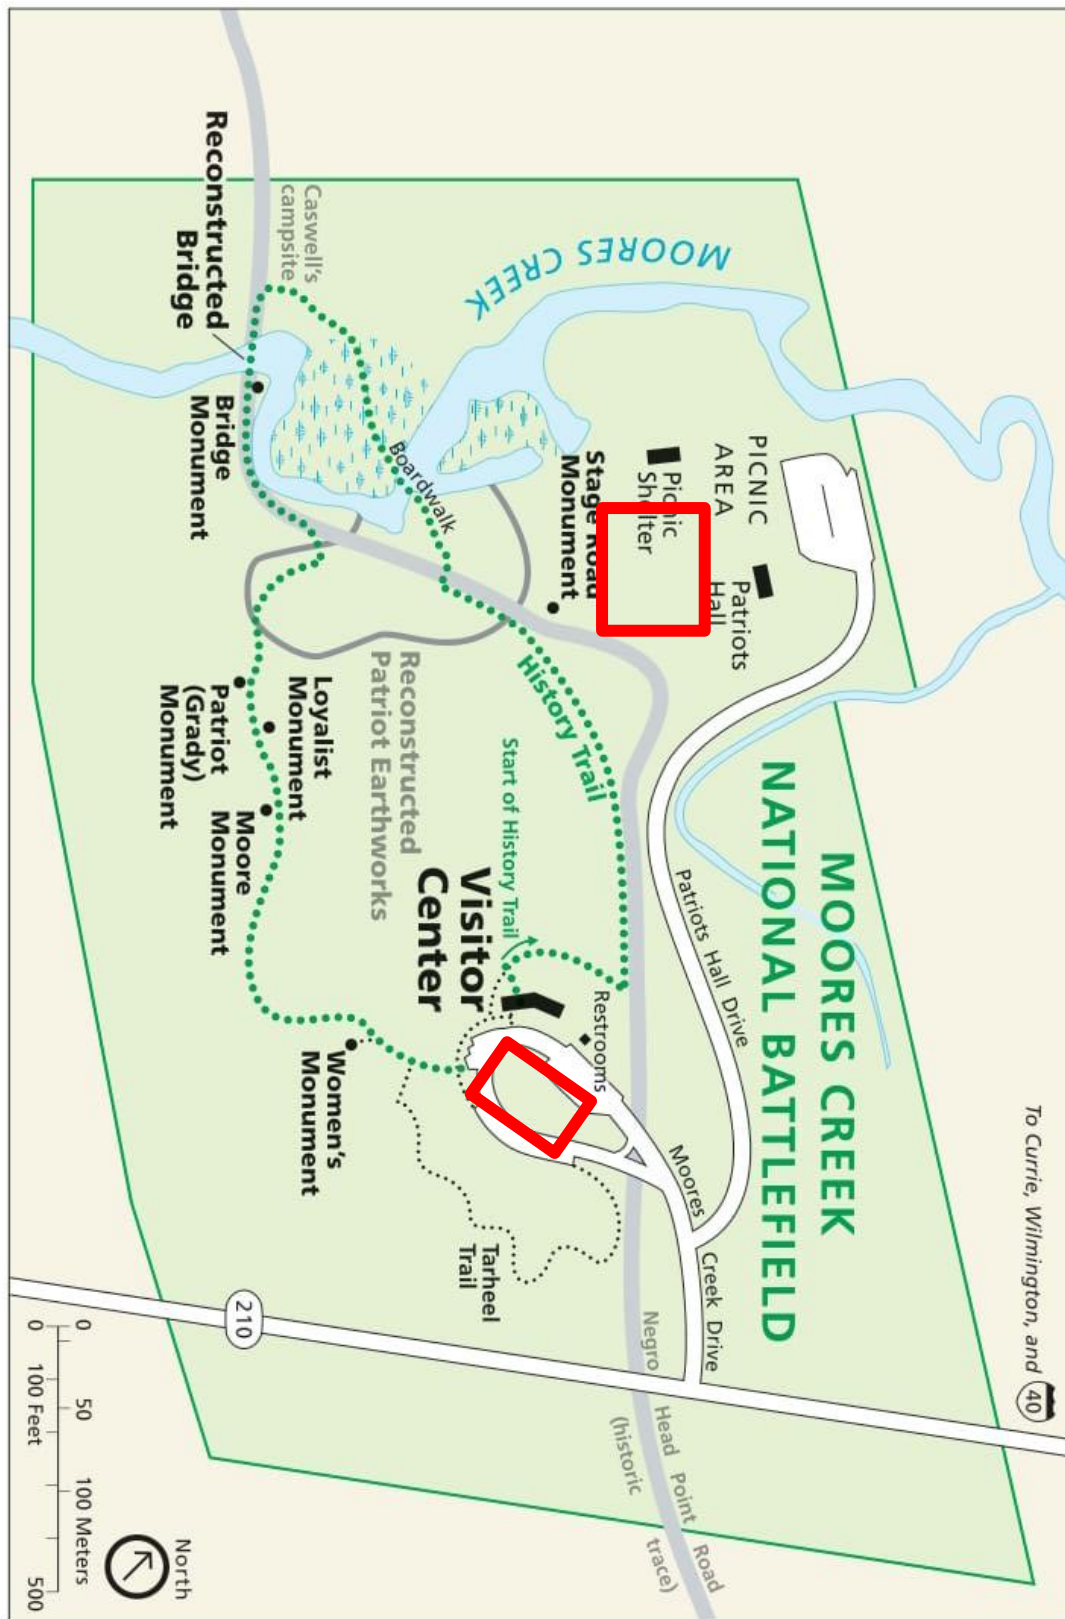 To Currie, Wilmington, and
40
MOORES CREEK
NATIONAL BATTLEFIELD
MOORES CREEK
PICNIC
AREA
Picnic
Shelter
Patriots
Hall
Stage Road
Monument
Caswell's
campsite
Reconstructed
Bridge
Bridge
Monument
Boardwalk
History Trail
Start of History Trail
Reconstructed
Patriot Earthworks
Loyalist
Monument
Patriot
(Grady)
Monument
Moore
Monument
Visitor
Center
Restrooms
Women's
Monument
Tarheel
Trail
Patriots Hall Drive
Moores Creek Drive
Negro Head Point Road
(historic trace)
210
0 50 100 Meters
0 100 Feet 500
North